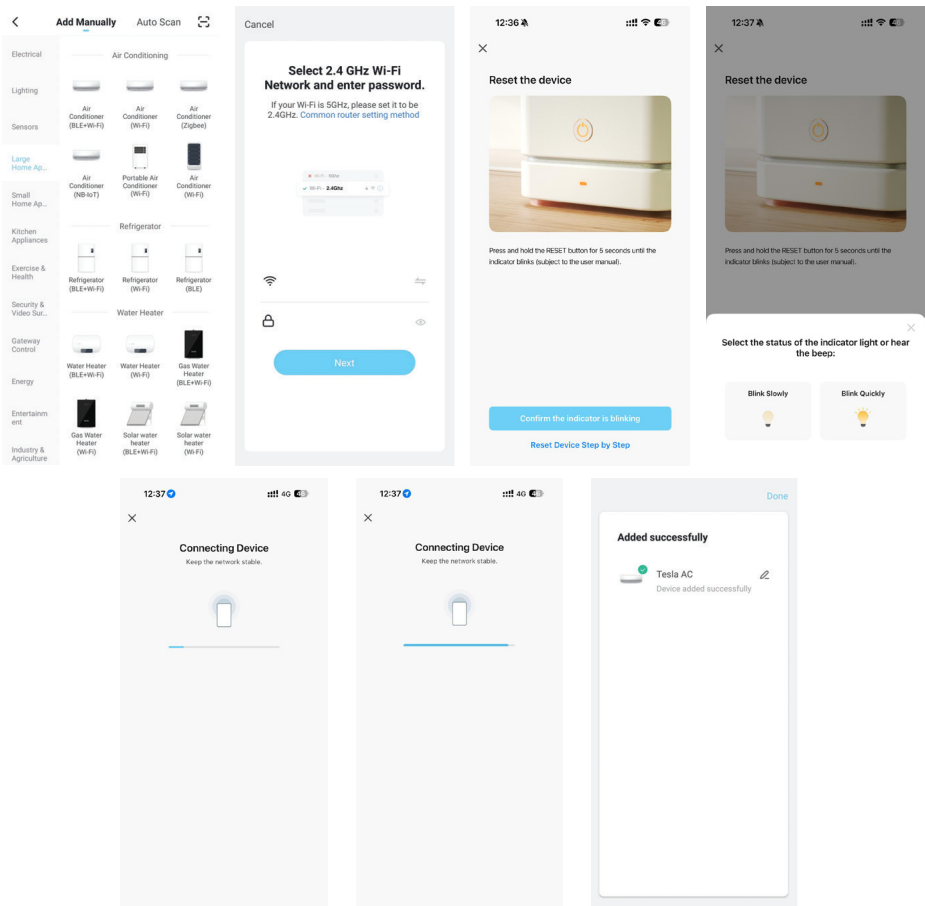 Add Manually
Auto Scan
Electrical
Lighting
Sensors
Large
Home Ap...
Small
Home Ap...
Kitchen
Appliances
Exercise &
Health
Security &
Video Sur...
Gateway
Control
Energy
Entertainm
ent
Industry &
Agriculture
Air Conditioning
Air
Conditioner
(BLE+Wi-Fi)
Air
Conditioner
(Wi-Fi)
Air
Conditioner
(Zigbee)
Air
Conditioner
(NB-IoT)
Portable Air
Conditioner
(Wi-Fi)
Air
Conditioner
(Wi-Fi)
Refrigerator
Refrigerator
(BLE+Wi-Fi)
Refrigerator
(Wi-Fi)
Refrigerator
(BLE)
Water Heater
Water Heater
(BLE+Wi-Fi)
Water Heater
(Wi-Fi)
Gas Water
Heater
(BLE+Wi-Fi)
Gas Water
Heater
(Wi-Fi)
Solar water
heater
(BLE+Wi-Fi)
Solar water
heater
(Wi-Fi)
Cancel
Select 2.4 GHz Wi-Fi
Network and enter password.
If your Wi-Fi is 5GHz, please set it to be
2.4GHz. Common router setting method
Wi-Fi - 5Ghz
Wi-Fi - 2.4Ghz
Next
12:36
Reset the device
Press and hold the RESET button for 5 seconds until the
indicator blinks (subject to the user manual).
Confirm the indicator is blinking
Reset Device Step by Step
12:37
Reset the device
Press and hold the RESET button for 5 seconds until the
indicator blinks (subject to the user manual).
Select the status of the indicator light or hear
the beep:
Blink Slowly
Blink Quickly
12:37
4G
Connecting Device
Keep the network stable.
12:37
4G
Connecting Device
Keep the network stable.
Done
Added successfully
Tesla AC
Device added successfully